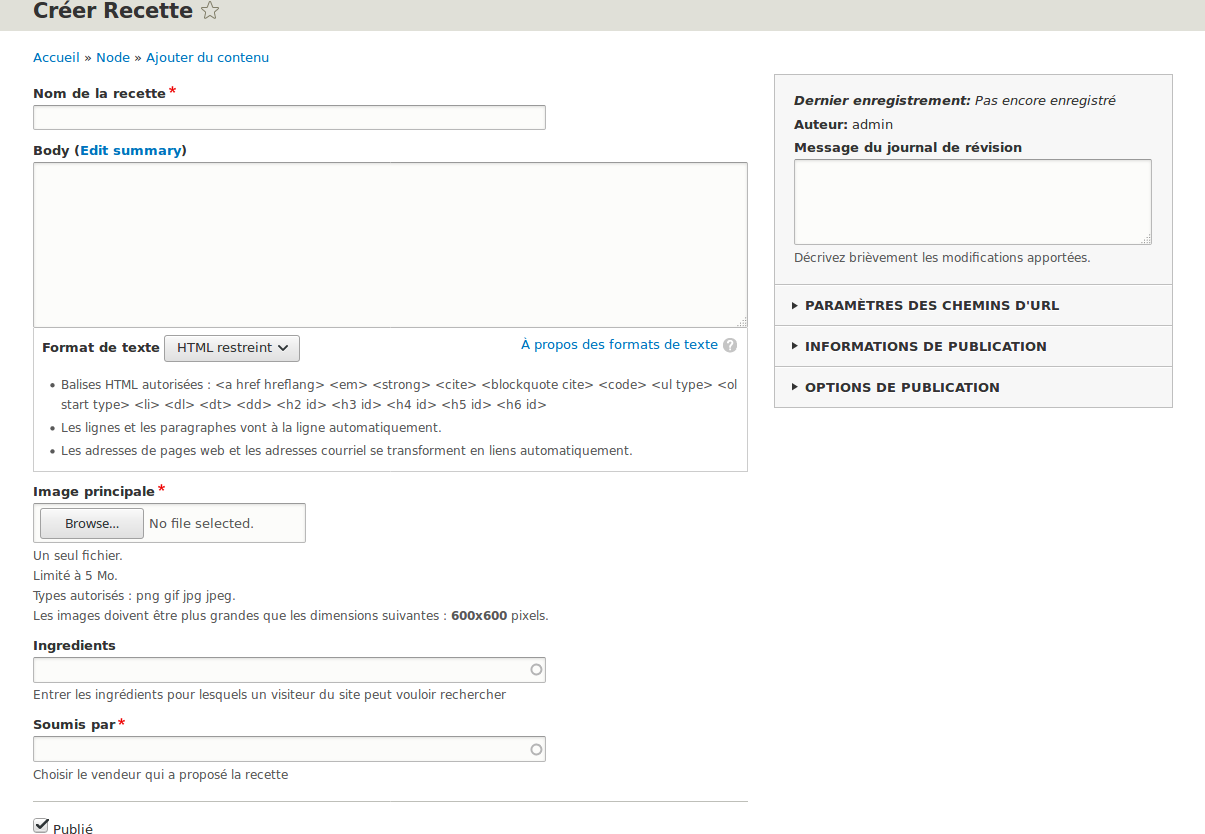 Créer Recette
Accueil » Node » Ajouter du contenu
Nom de la recette*
Body (Edit summary)
Format de texte HTML restreint À propos des formats de texte ?
• Balises HTML autorisées : <a href hreflang> <em> <strong> <cite> <blockquote cite> <code> <ul type> <ol
start type> <li> <dl> <dt> <dd> <h2 id> <h3 id> <h4 id> <h5 id> <h6 id>
• Les lignes et les paragraphes vont à la ligne automatiquement.
• Les adresses de pages web et les adresses courriel se transforment en liens automatiquement.
Image principale*
Browse... No file selected.
Un seul fichier.
Limité à 5 Mo.
Types autorisés : png gif jpg jpeg.
Les images doivent être plus grandes que les dimensions suivantes : 600x600 pixels.
Ingredients
Entrer les ingrédients pour lesquels un visiteur du site peut vouloir rechercher
Soumis par*
Choisir le vendeur qui a proposé la recette
Publié
Dernier enregistrement: Pas encore enregistré
Auteur: admin
Message du journal de révision
Décrivez brièvement les modifications apportées.
PARAMÈTRES DES CHEMINS D'URL
INFORMATIONS DE PUBLICATION
OPTIONS DE PUBLICATION